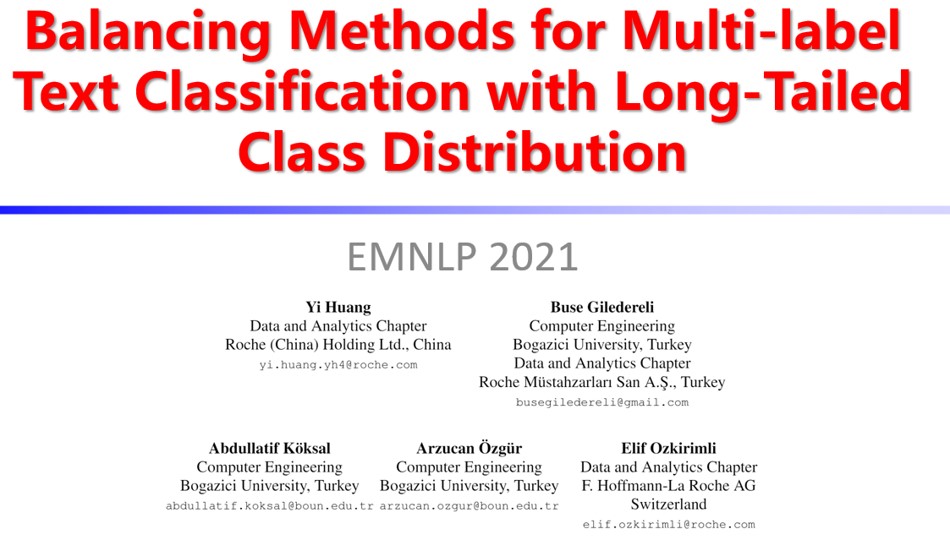 Balancing Methods for Multi-label
Text Classification with Long-Tailed
Class Distribution
EMNLP 2021
Yi Huang
Data and Analytics Chapter
Roche (China) Holding Ltd., China
yi.huang.yh4@roche.com
Buse Giledereli
Computer Engineering
Bogazici University, Turkey
Data and Analytics Chapter
Roche Müstahzarları San A.Ş., Turkey
busegiledereli@gmail.com
Abdullatif Köksal
Computer Engineering
Bogazici University, Turkey
abdullatif.koksal@boun.edu.tr
Arzucan Özgür
Computer Engineering
Bogazici University, Turkey
arzucan.ozgur@boun.edu.tr
Elif Ozkirimli
Data and Analytics Chapter
F. Hoffmann-La Roche AG
Switzerland
elif.ozkirimli@roche.com